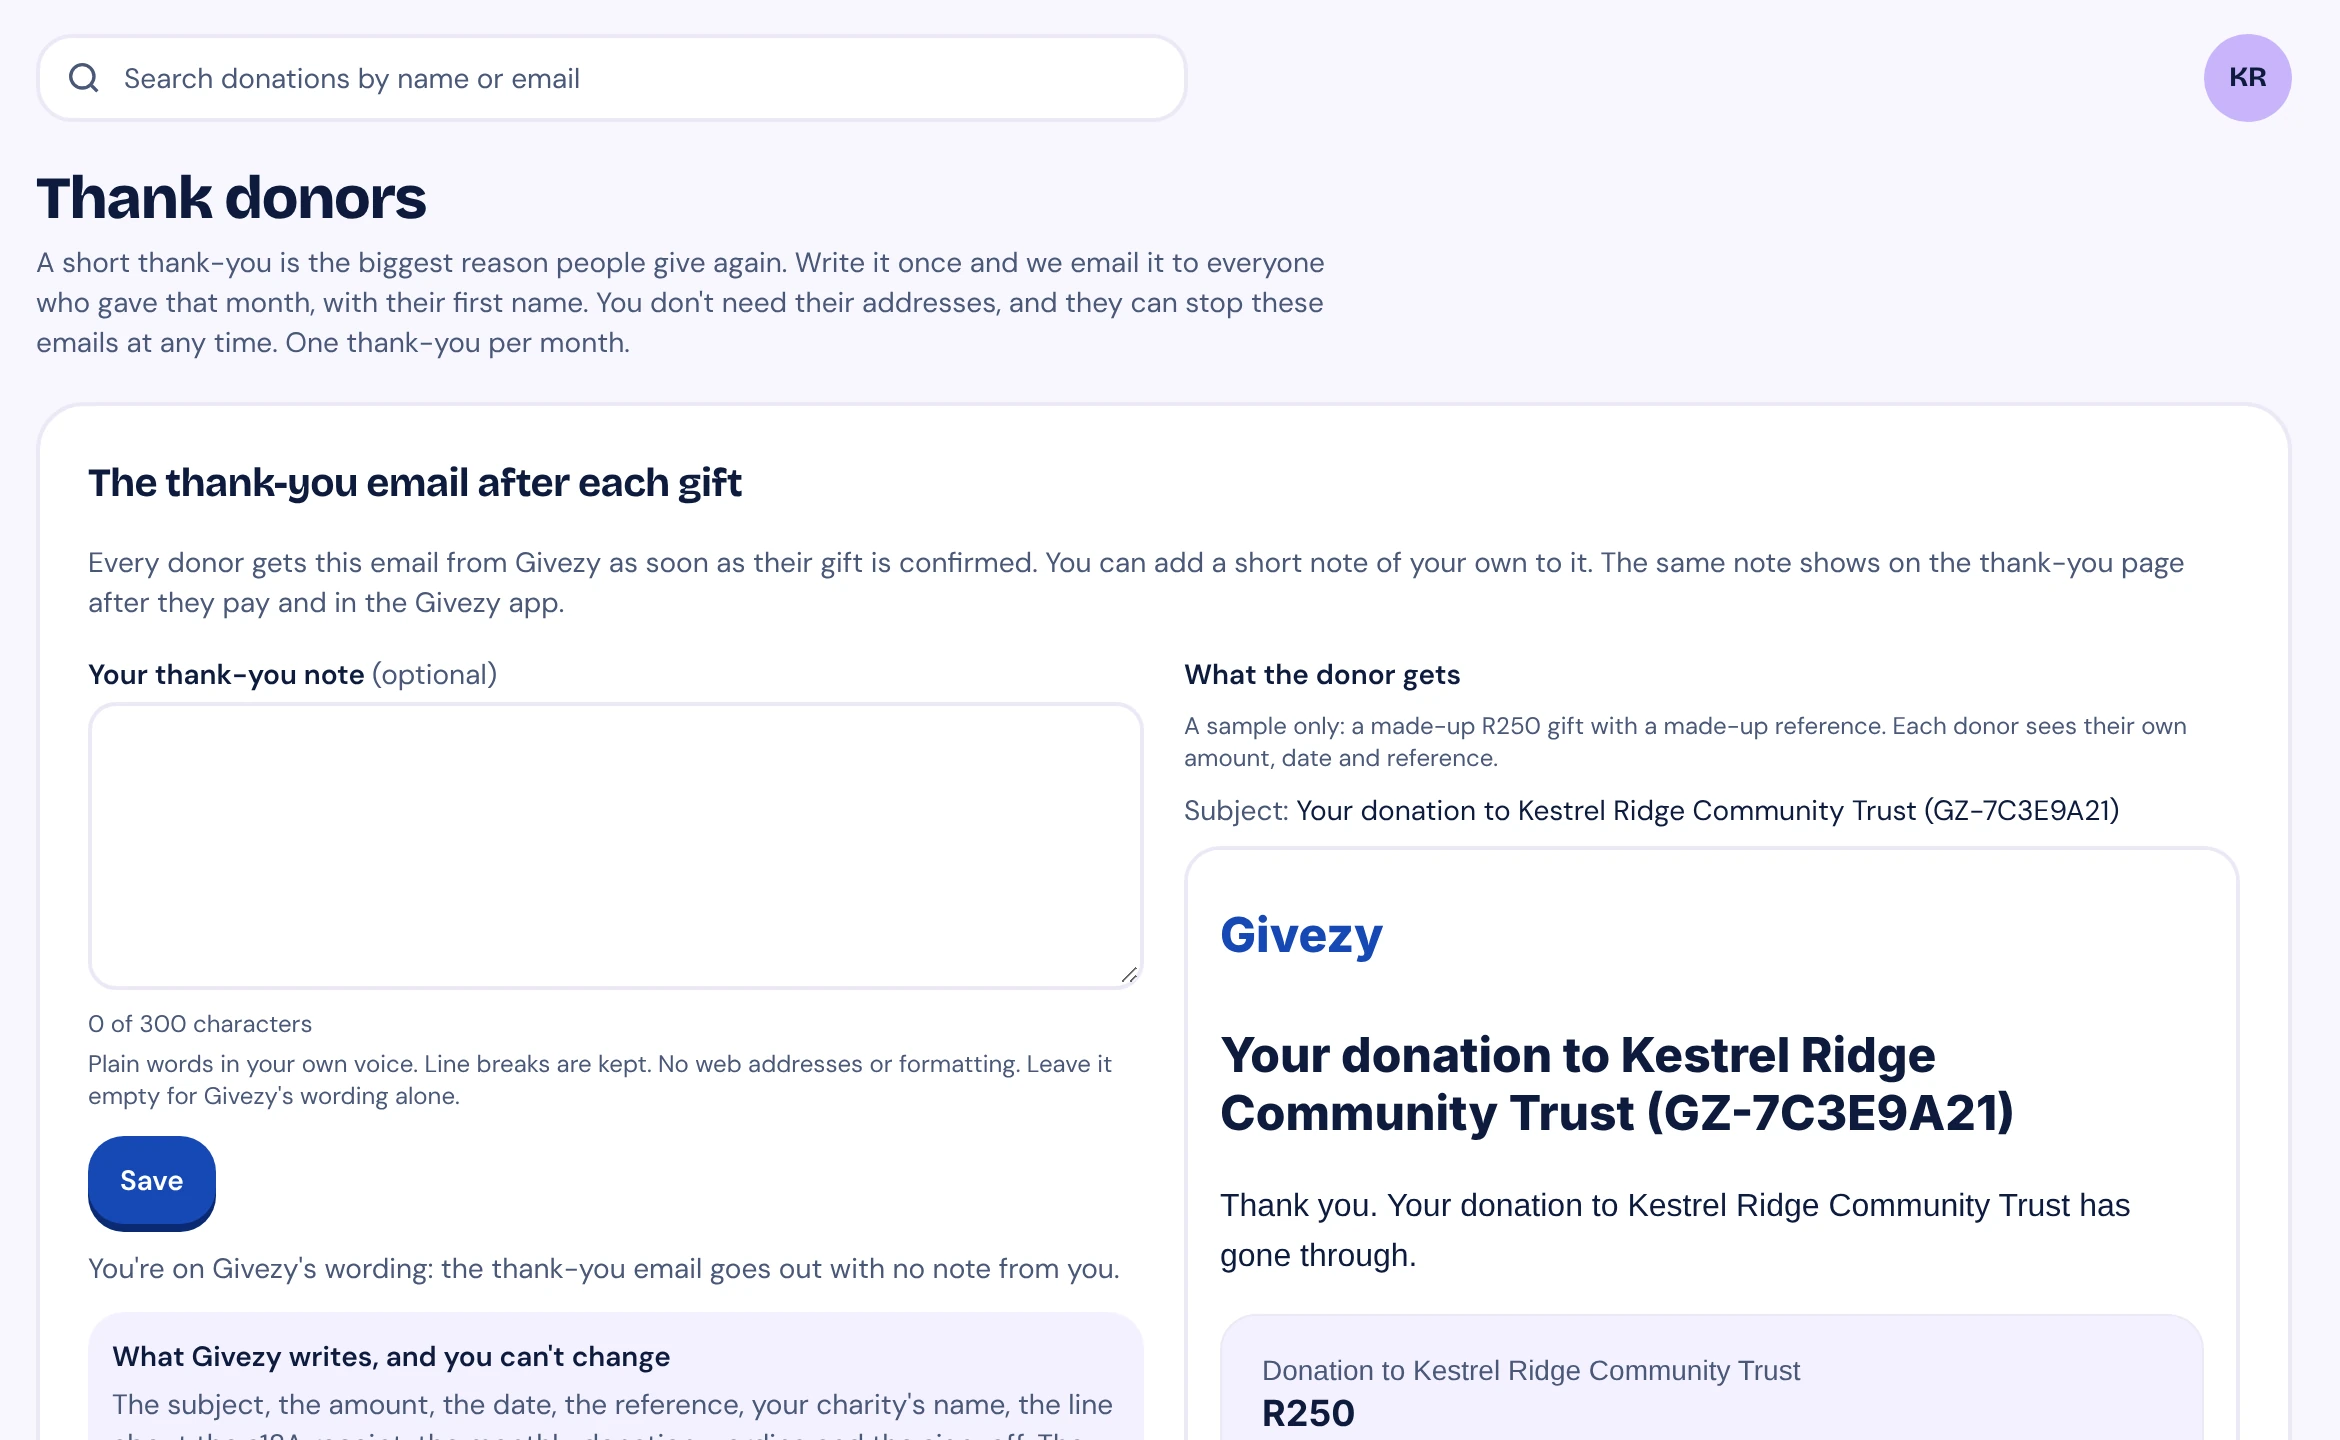 Search donations by name or email
KR
Thank donors
A short thank-you is the biggest reason people give again. Write it once and we email it to everyone
who gave that month, with their first name. You don't need their addresses, and they can stop these
emails at any time. One thank-you per month.
The thank-you email after each gift
Every donor gets this email from Givezy as soon as their gift is confirmed. You can add a short note of your own to it. The same note shows on the thank-you page
after they pay and in the Givezy app.
Your thank-you note (optional)
0 of 300 characters
Plain words in your own voice. Line breaks are kept. No web addresses or formatting. Leave it
empty for Givezy's wording alone.
Save
You're on Givezy's wording: the thank-you email goes out with no note from you.
What Givezy writes, and you can't change
The subject, the amount, the date, the reference, your charity's name, the line
What the donor gets
A sample only: a made-up R250 gift with a made-up reference. Each donor sees their own
amount, date and reference.
Subject: Your donation to Kestrel Ridge Community Trust (GZ-7C3E9A21)
Givezy
Your donation to Kestrel Ridge
Community Trust (GZ-7C3E9A21)
Thank you. Your donation to Kestrel Ridge Community Trust has
gone through.
Donation to Kestrel Ridge Community Trust
R250